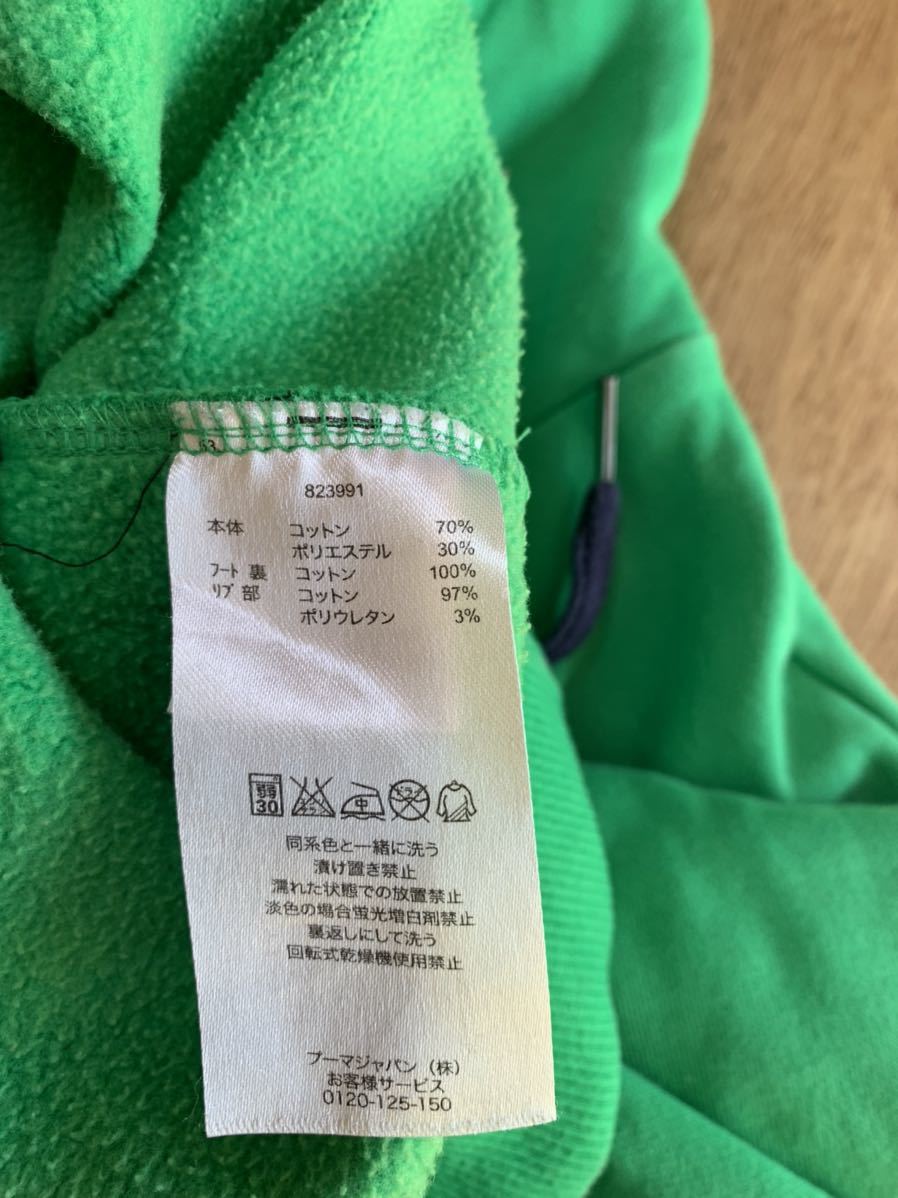 823991
本体 コットン 70%
ポリエステル 30%
フート 裏 コットン 100%
リブ 部 コットン 97%
ポリウレタン 3%
弱 30 中 ドライ
同系色と一緒に洗う
漬け置き禁止
濡れた状態での放置禁止
淡色の場合蛍光増白剤禁止
裏返しにして洗う
回転式乾燥機使用禁止
プーマジャパン (株)
お客様サービス
0120-125-150